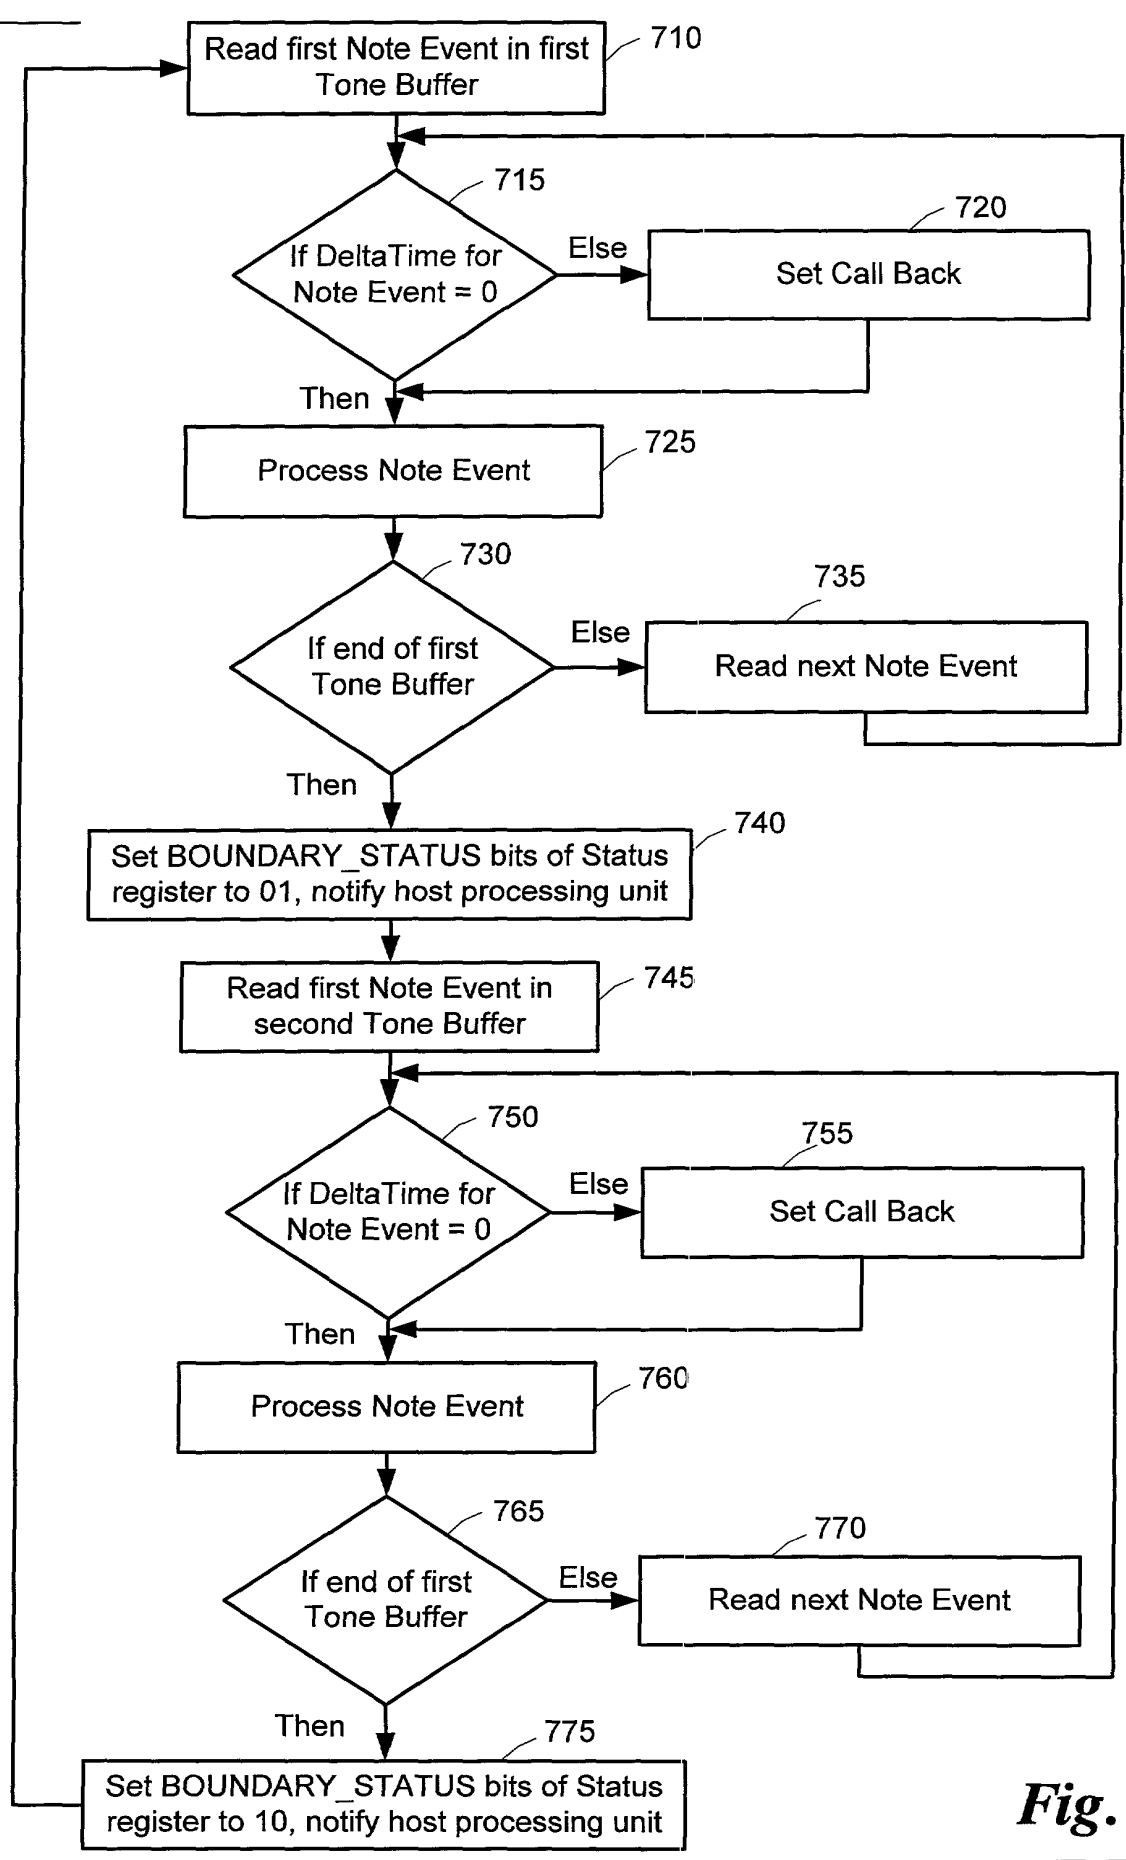 Read first Note Event in first
Tone Buffer
710
715
If DeltaTime for
Note Event = 0
Else
720
Set Call Back
Then
725
Process Note Event
730
If end of first
Tone Buffer
Else
735
Read next Note Event
Then
740
Set BOUNDARY_STATUS bits of Status
register to 01, notify host processing unit
745
Read first Note Event in
second Tone Buffer
750
If DeltaTime for
Note Event = 0
Else
755
Set Call Back
Then
760
Process Note Event
765
If end of first
Tone Buffer
Else
770
Read next Note Event
Then
775
Set BOUNDARY_STATUS bits of Status
register to 10, notify host processing unit
Fig.